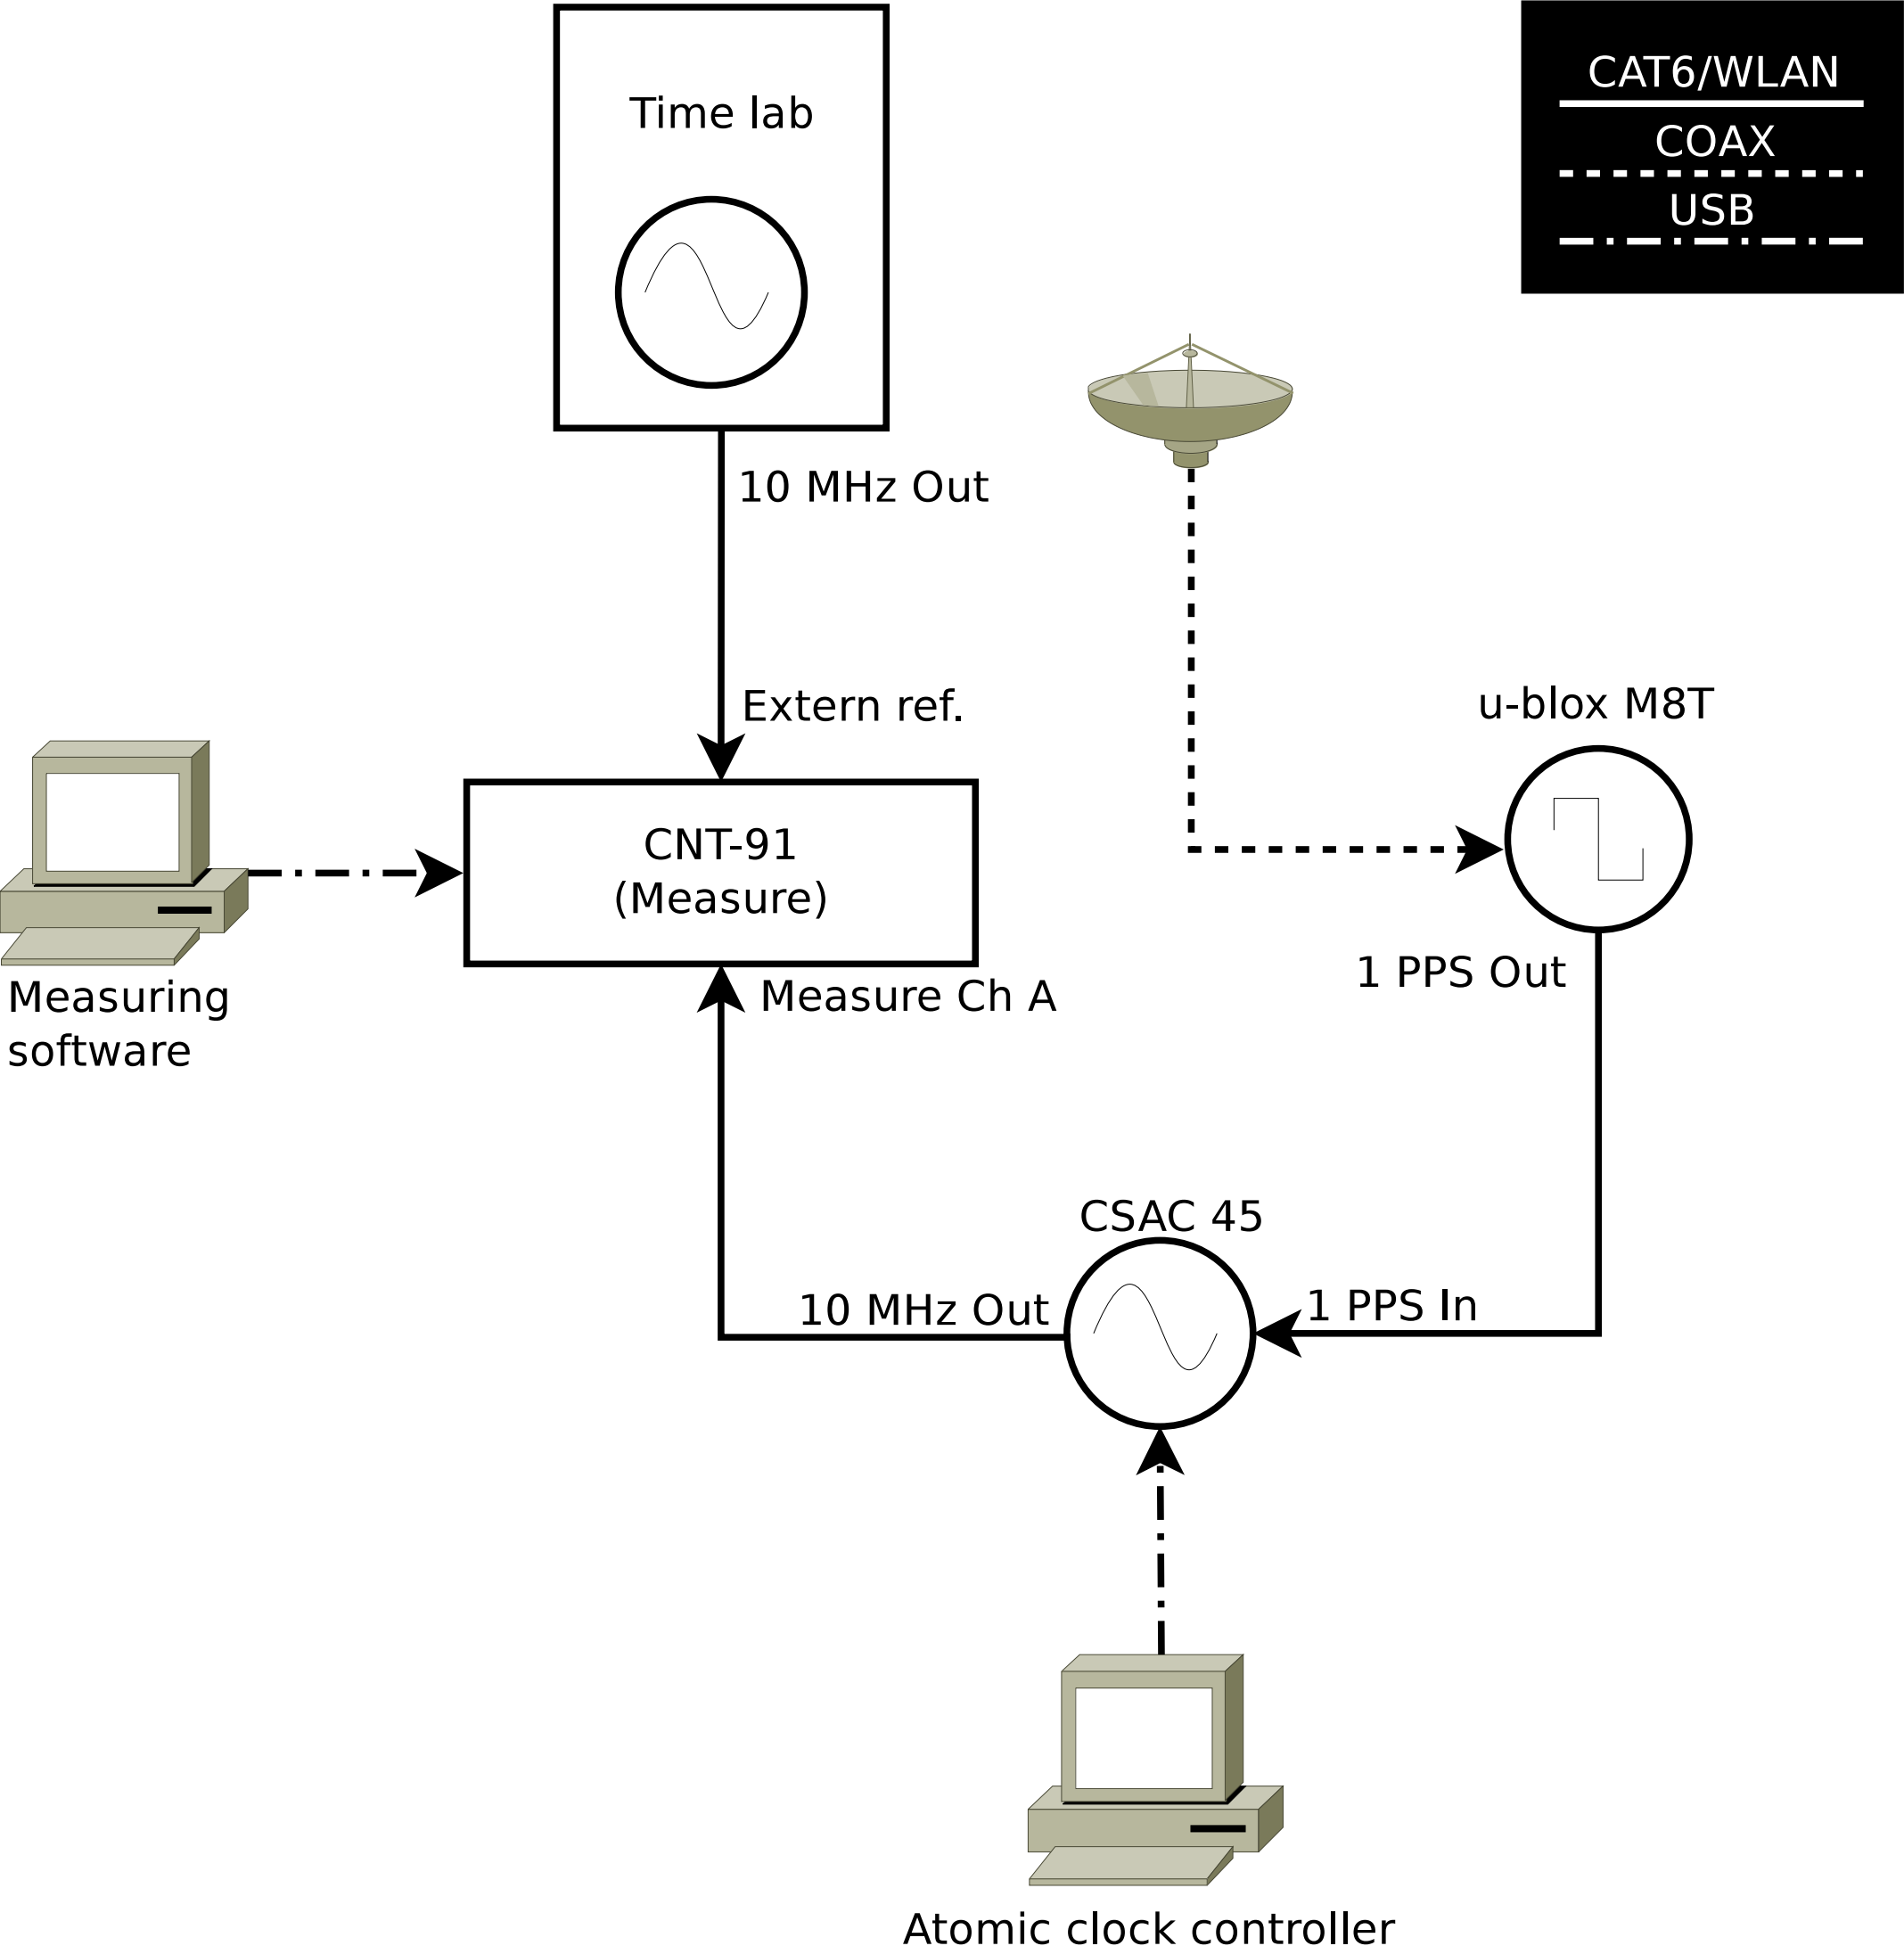 Time lab
CAT6/WLAN
COAX
USB
10 MHz Out
Extern ref.
u-blox M8T
CNT-91
(Measure)
Measuring
software
Measure Ch A
1 PPS Out
CSAC 45
10 MHz Out
1 PPS In
Atomic clock controller